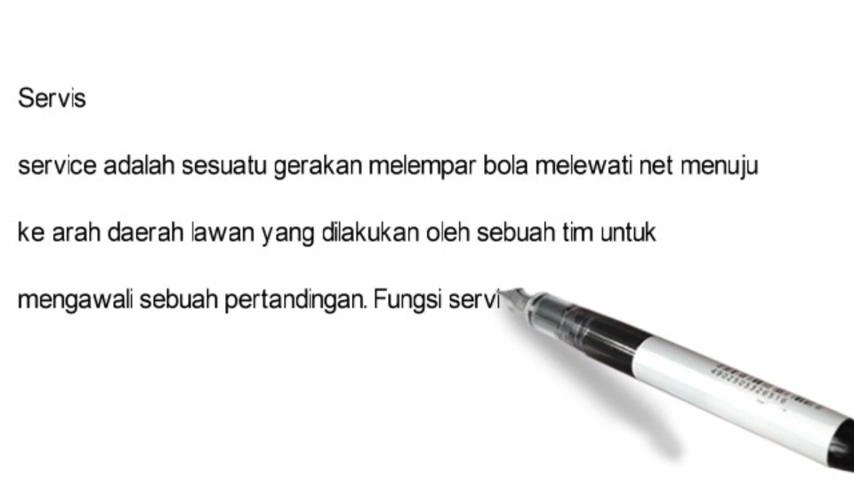 Servis
service adalah sesuatu gerakan melempar bola melewati net menuju
ke arah daerah lawan yang dilakukan oleh sebuah tim untuk
mengawali sebuah pertandingan. Fungsi servi